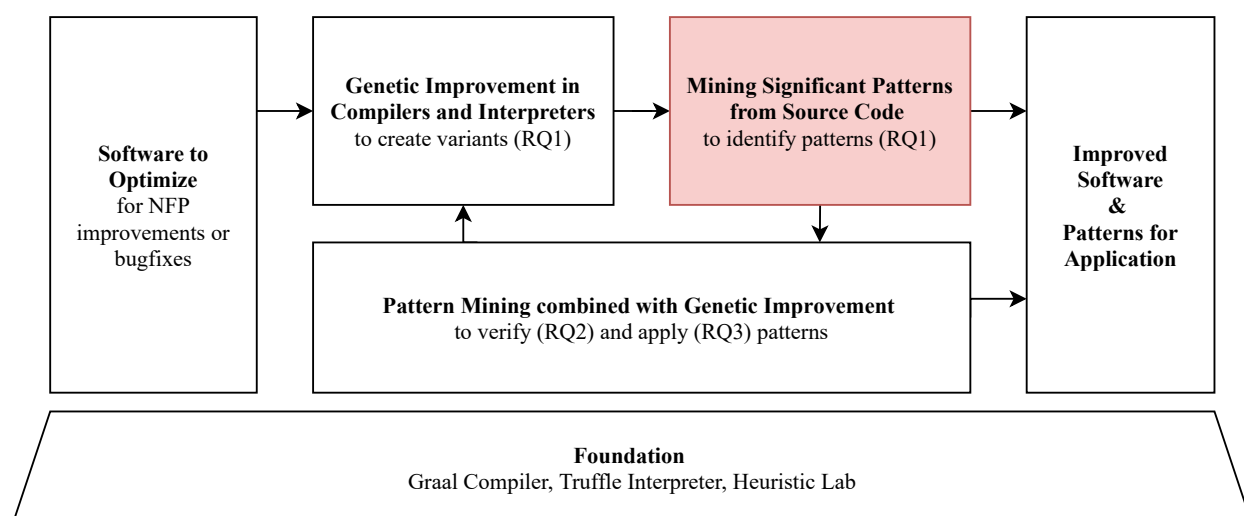 Software to
Optimize
for NFP
improvements or
bugfixes
Genetic Improvement in
Compilers and Interpreters
to create variants (RQ1)
Mining Significant Patterns
from Source Code
to identify patterns (RQ1)
Pattern Mining combined with Genetic Improvement
to verify (RQ2) and apply (RQ3) patterns
Improved
Software
&
Patterns for
Application
Foundation
Graal Compiler, Truffle Interpreter, Heuristic Lab